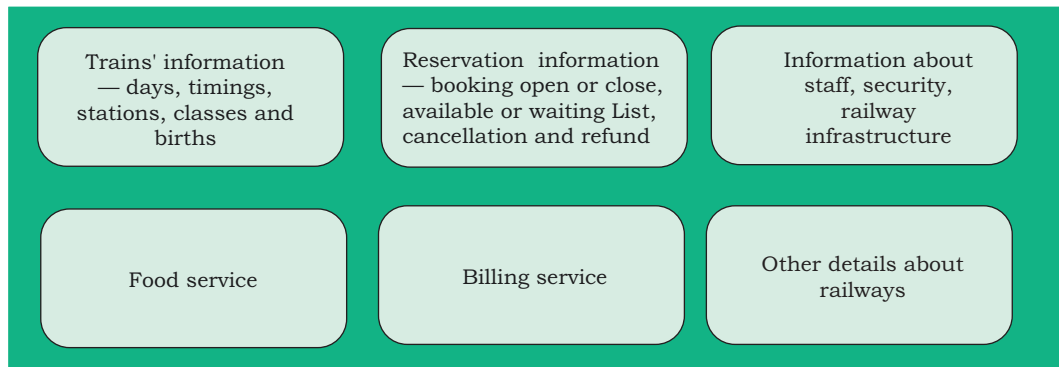 Trains' information
— days, timings,
stations, classes and
births
Reservation information
— booking open or close,
available or waiting List,
cancellation and refund
Information about
staff, security,
railway
infrastructure
Food service
Billing service
Other details about
railways